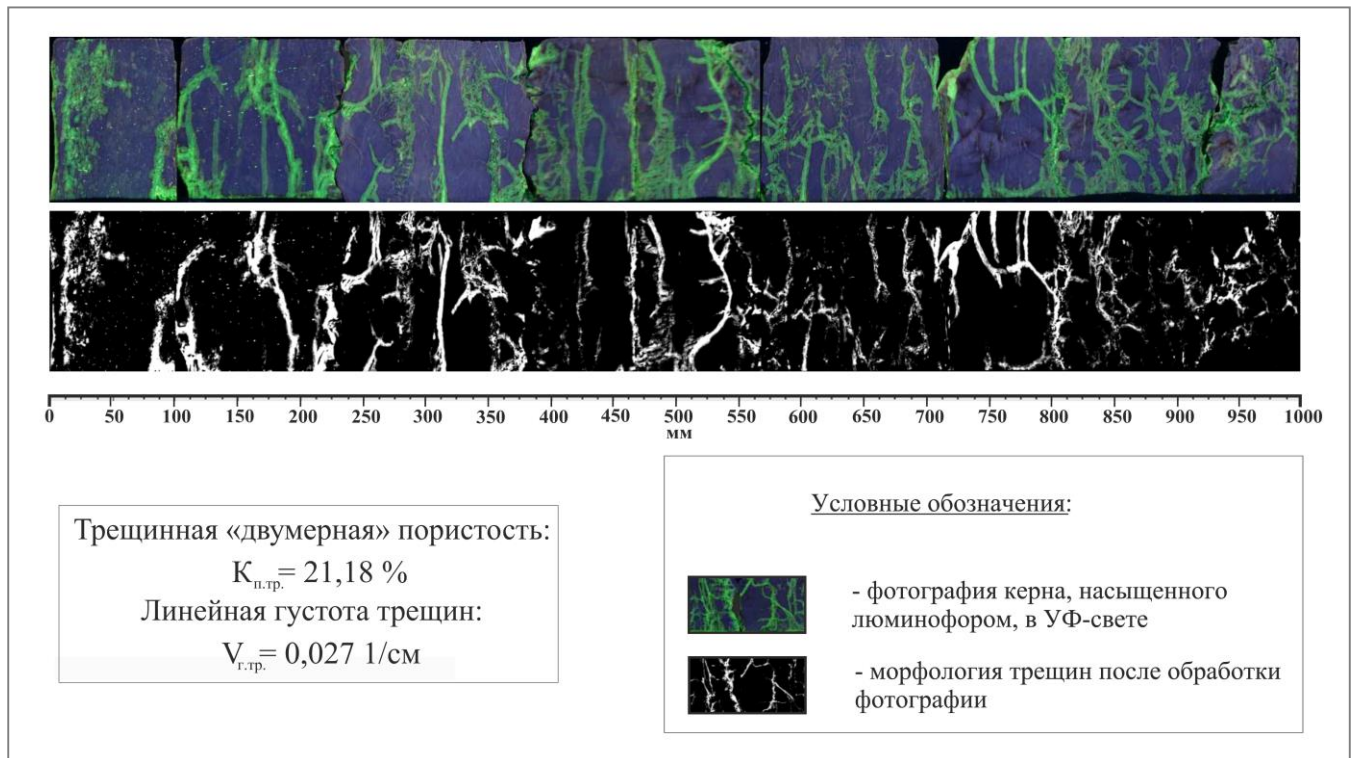 0 50 100 150 200 250 300 350 400 450 500 550 600 650 700 750 800 850 900 950 1000
мм
Трещинная «двумерная» пористость:
Kп.тр.= 21,18 %
Линейная густота трещин:
Vг.тр.= 0,027 1/см
Условные обозначения:
- фотография керна, насыщенного
люминофором, в УФ-свете
- морфология трещин после обработки
фотографии